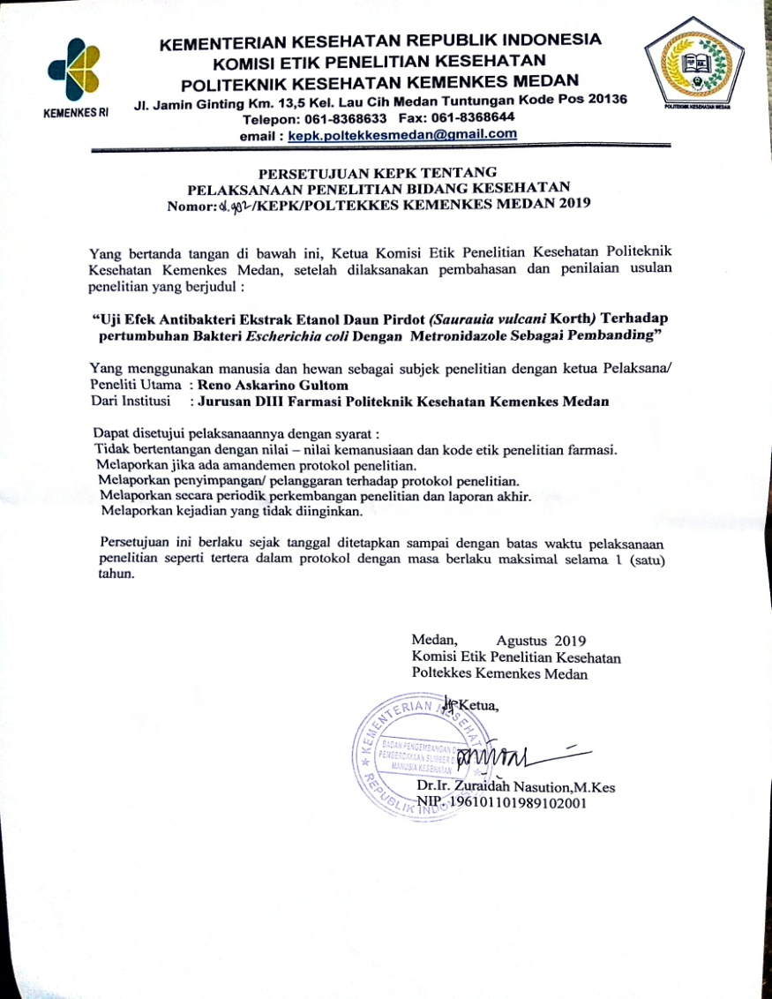 KEMENTERIAN KESEHATAN REPUBLIK INDONESIA
KOMISI ETIK PENELITIAN KESEHATAN
POLITEKNIK KESEHATAN KEMENKES MEDAN
Jl. Jamin Ginting Km. 13,5 Kel. Lau Cih Medan Tuntungan Kode Pos 20136
Telepon: 061-8368633 Fax: 061-8368644
email : kepk.poltekkesmedan@gmail.com
KEMENKES RI
POLITEKNIK KESEHATAN MEDAN
PERSETUJUAN KEPK TENTANG
PELAKSANAAN PENELITIAN BIDANG KESEHATAN
Nomor: /KEPK/POLTEKKES KEMENKES MEDAN 2019
Yang bertanda tangan di bawah ini, Ketua Komisi Etik Penelitian Kesehatan Politeknik
Kesehatan Kemenkes Medan, setelah dilaksanakan pembahasan dan penilaian usulan
penelitian yang berjudul :
“Uji Efek Antibakteri Ekstrak Etanol Daun Pirdot (Saurauia vulcani Korth) Terhadap
pertumbuhan Bakteri Escherichia coli Dengan Metronidazole Sebagai Pembanding”
Yang menggunakan manusia dan hewan sebagai subjek penelitian dengan ketua Pelaksana/
Peneliti Utama : Reno Askarino Gultom
Dari Institusi : Jurusan DIII Farmasi Politeknik Kesehatan Kemenkes Medan
Dapat disetujui pelaksanaannya dengan syarat :
Tidak bertentangan dengan nilai – nilai kemanusiaan dan kode etik penelitian farmasi.
Melaporkan jika ada amandemen protokol penelitian.
Melaporkan penyimpangan/ pelanggaran terhadap protokol penelitian.
Melaporkan secara periodik perkembangan penelitian dan laporan akhir.
Melaporkan kejadian yang tidak diinginkan.
Persetujuan ini berlaku sejak tanggal ditetapkan sampai dengan batas waktu pelaksanaan
penelitian seperti tertera dalam protokol dengan masa berlaku maksimal selama 1 (satu)
tahun.
Medan, Agustus 2019
Komisi Etik Penelitian Kesehatan
Poltekkes Kemenkes Medan
Ketua,
KEMENTERIAN KESEHAT
BADAN PENGEMBANGAN D
PEMBERDAYAAN SUMBER D
MANUSIA KESEHATAN
REPUBLIK INDO
Dr.Ir. Zuraidah Nasution,M.Kes
NIP. 196101101989102001